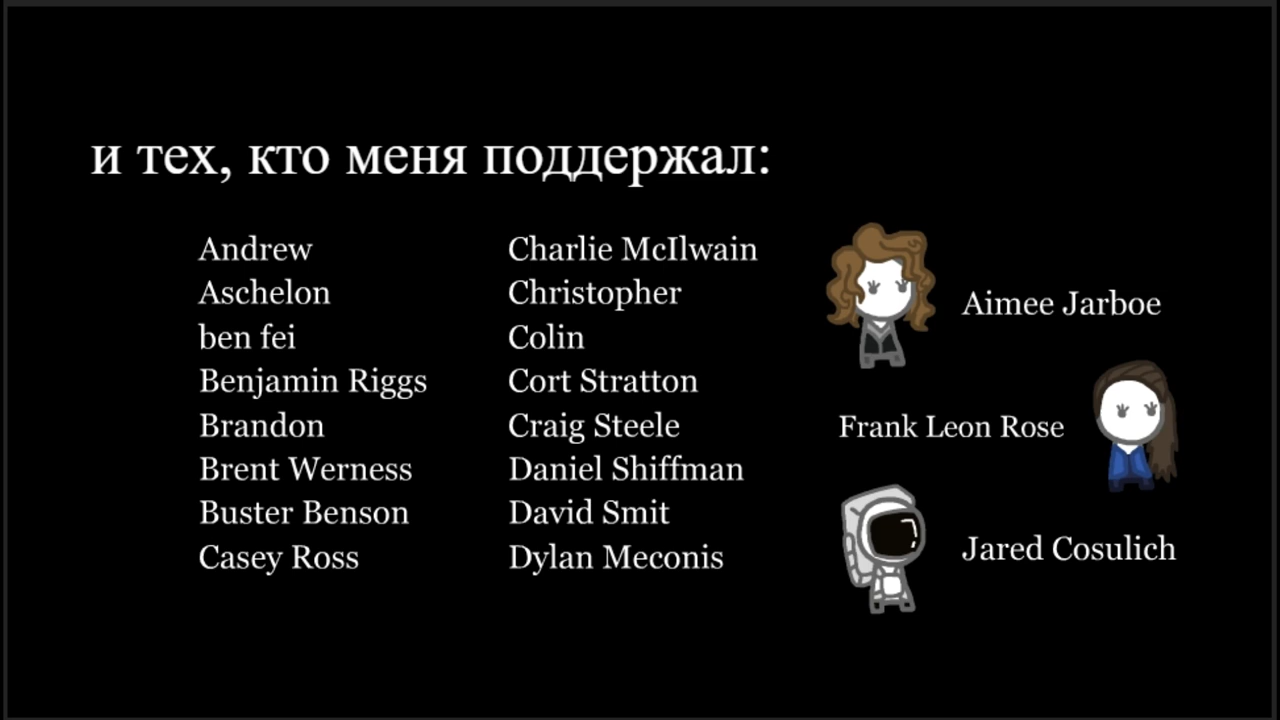 и тех, кто меня поддержал:
Andrew
Aschelon
ben fei
Benjamin Riggs
Brandon
Brent Werness
Buster Benson
Casey Ross
Charlie McIlwain
Christopher
Colin
Cort Stratton
Craig Steele
Daniel Shiffman
David Smit
Dylan Meconis
Aimee Jarboe
Frank Leon Rose
Jared Cosulich